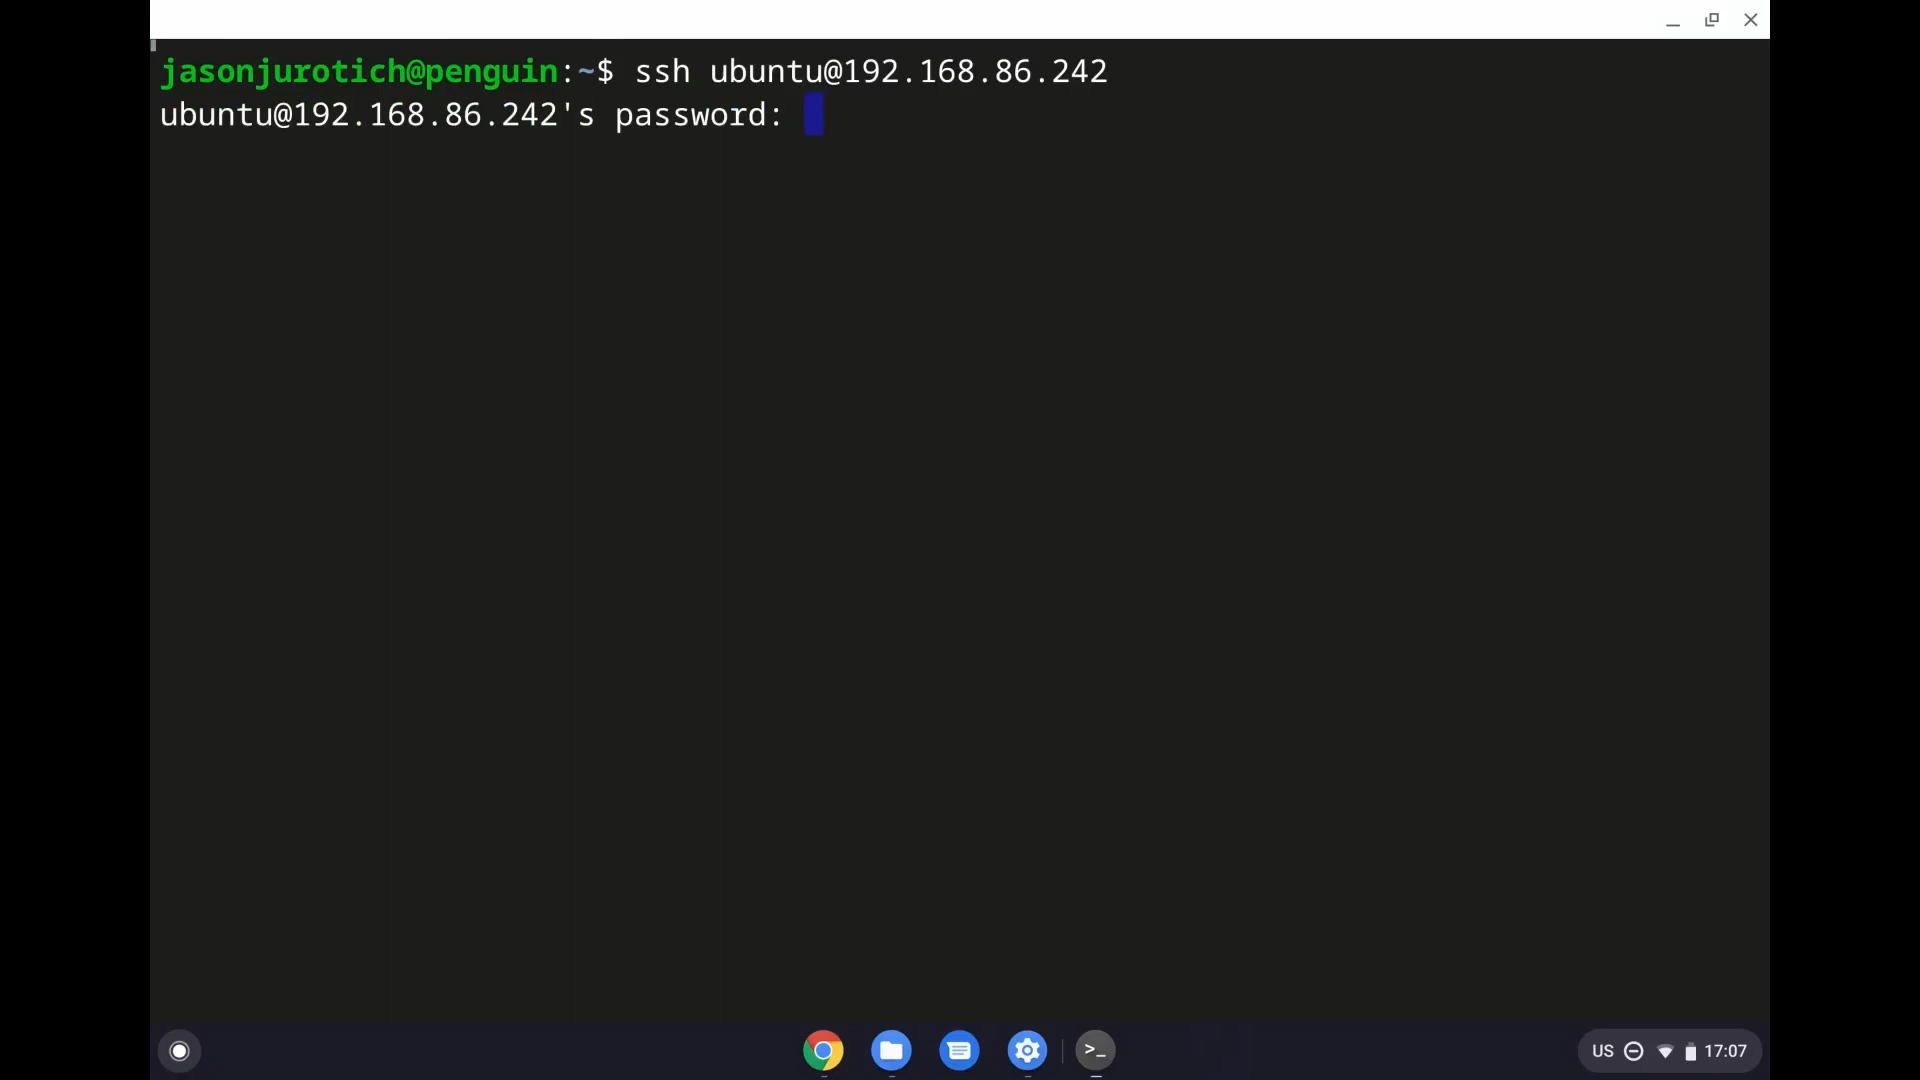 jasonjurotich@penguin:~$ ssh ubuntu@192.168.86.242
ubuntu@192.168.86.242's password:
>_
US 17:07